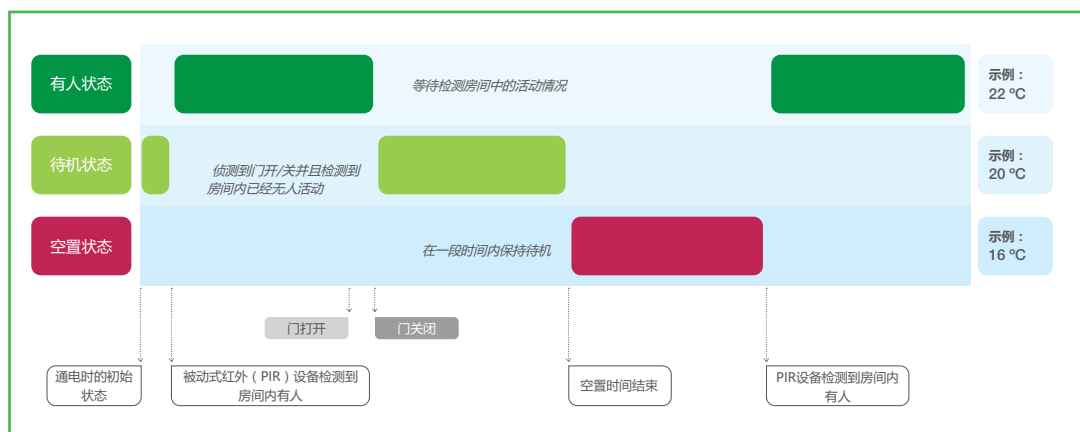 有人状态
等待检测房间中的活动情况
示例：
22 ºC
待机状态
侦测到门开/关并且检测到
房间内已经无人活动
示例：
20 ºC
空置状态
在一段时间内保持待机
示例：
16 ºC
门打开
门关闭
通电时的初始
状态
被动式红外（PIR）设备检测到
房间内有人
空置时间结束
PIR设备检测到房间内
有人